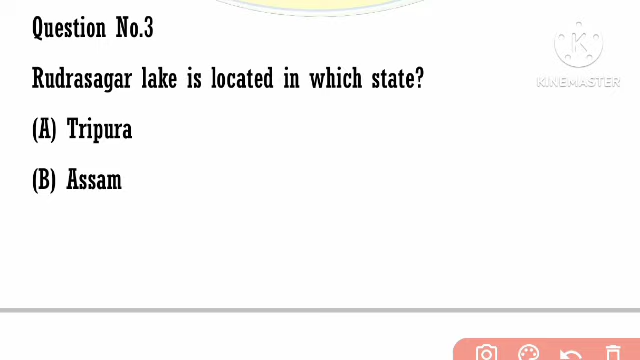 Question No.3
KINEMASTER
Rudrasagar lake is located in which state?
(A) Tripura
(B) Assam